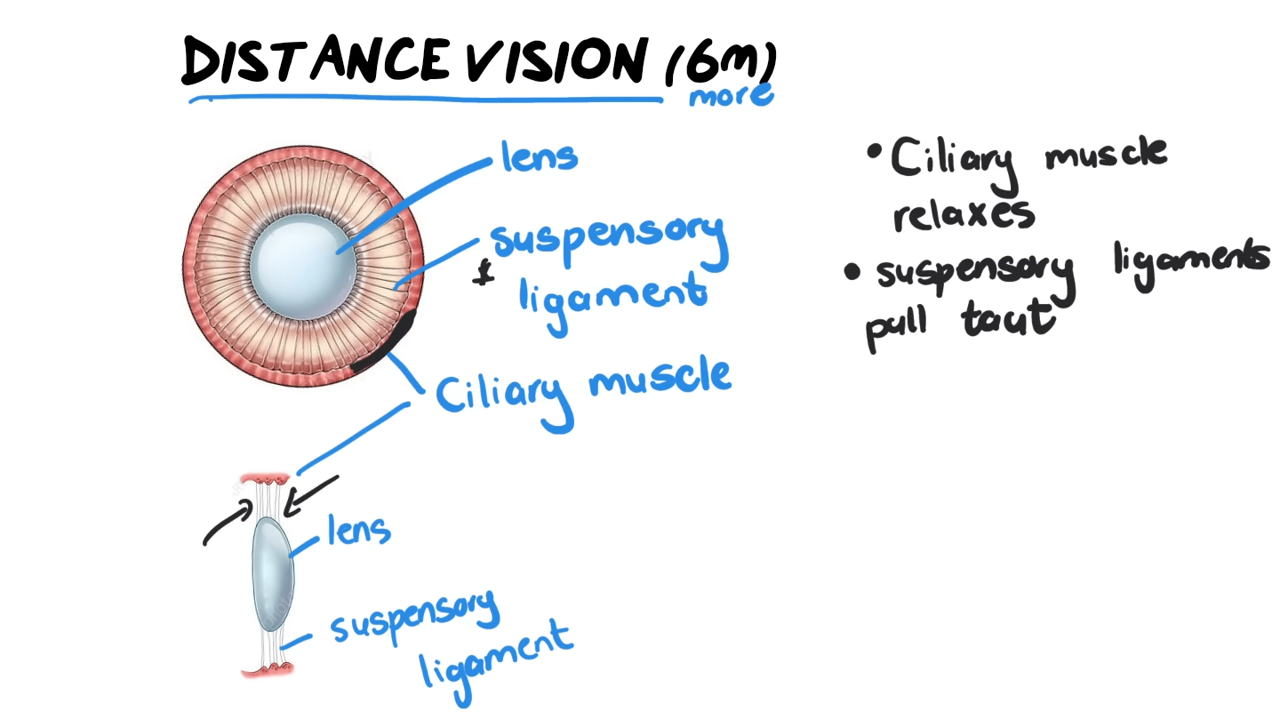 DISTANCE VISION (6m)
more
lens
suspensory
ligament
Ciliary muscle
lens
suspensory
ligament
• Ciliary muscle
relaxes
• suspensory ligaments
pull taut